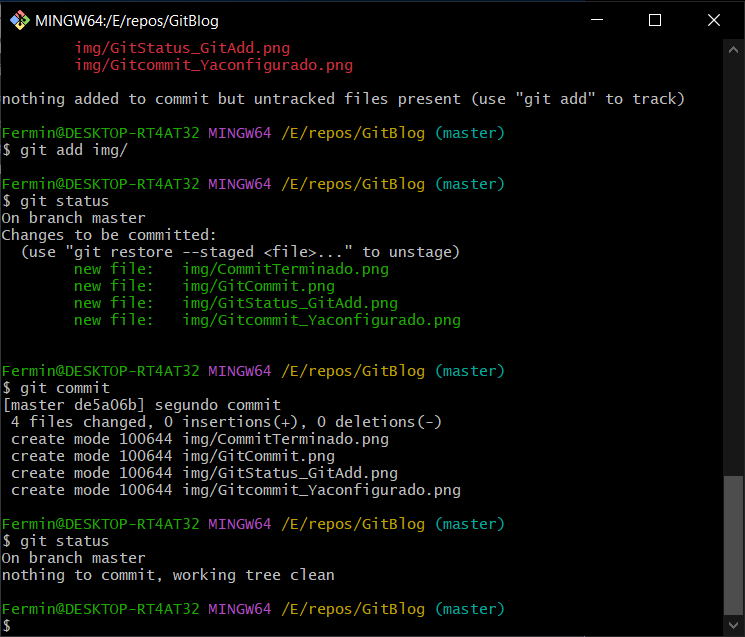 MINGW64:/E/repos/GitBlog
img/GitStatus_GitAdd.png
img/Gitcommit_Yaconfigurado.png
nothing added to commit but untracked files present (use "git add" to track)
Fermin@DESKTOP-RT4AT32 MINGW64 /E/repos/GitBlog (master)
$ git add img/
Fermin@DESKTOP-RT4AT32 MINGW64 /E/repos/GitBlog (master)
$ git status
On branch master
Changes to be committed:
(use "git restore --staged <file>..." to unstage)
new file:   img/CommitTerminado.png
new file:   img/GitCommit.png
new file:   img/GitStatus_GitAdd.png
new file:   img/Gitcommit_Yaconfigurado.png
Fermin@DESKTOP-RT4AT32 MINGW64 /E/repos/GitBlog (master)
$ git commit
[master de5a06b] segundo commit
4 files changed, 0 insertions(+), 0 deletions(-)
create mode 100644 img/CommitTerminado.png
create mode 100644 img/GitCommit.png
create mode 100644 img/GitStatus_GitAdd.png
create mode 100644 img/Gitcommit_Yaconfigurado.png
Fermin@DESKTOP-RT4AT32 MINGW64 /E/repos/GitBlog (master)
$ git status
On branch master
nothing to commit, working tree clean
Fermin@DESKTOP-RT4AT32 MINGW64 /E/repos/GitBlog (master)
$